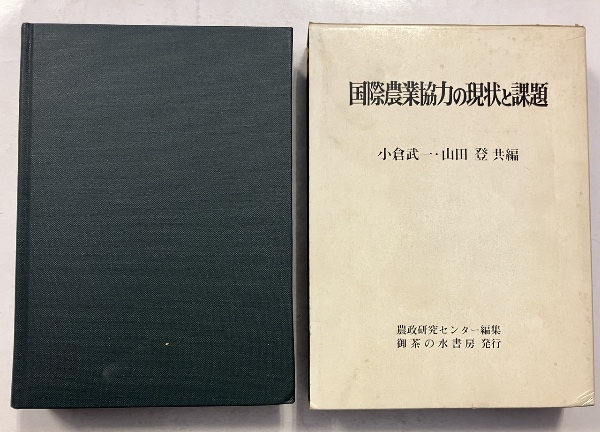 国際農業協力の現状と課題
小倉武一・山田 登 共編
農政研究センター編集
御茶の水書房 発行